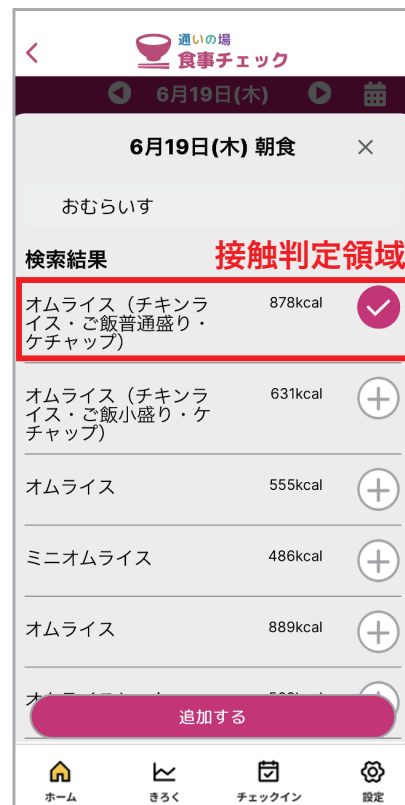 通いの場
食事チェック
6月19日(木)
6月19日(木) 朝食
おむらいす
検索結果
接触判定領域
オムライス（チキンラ
イス・ご飯普通盛り・
ケチャップ）
878kcal
オムライス（チキンラ
イス・ご飯小盛り・ケ
チャップ）
631kcal
オムライス
555kcal
ミニオムライス
486kcal
オムライス
889kcal
追加する
ホーム
きろく
チェックイン
設定